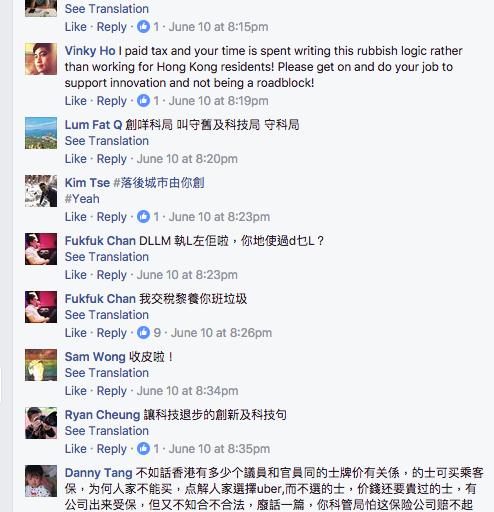 See Translation
Like · Reply · 1 · June 10 at 8:15pm
Vinky Ho I paid tax and your time is spent writing this rubbish logic rather
than working for Hong Kong residents! Please get on and do your job to
support innovation and not being a roadblock!
Like · Reply · 1 · June 10 at 8:19pm
Lum Fat Q 創咩科局 叫守舊及科技局 守科局
See Translation
Like · Reply · June 10 at 8:20pm
Kim Tse #落後城市由你創
#Yeah
Like · Reply · 1 · June 10 at 8:23pm
Fukfuk Chan DLLM 執L左佢啦，你地使過d乜L？
See Translation
Like · Reply · June 10 at 8:23pm
Fukfuk Chan 我交稅黎養你班垃圾
See Translation
Like · Reply · 9 · June 10 at 8:26pm
Sam Wong 收皮啦！
See Translation
Like · Reply · June 10 at 8:34pm
Ryan Cheung 讓科技退步的創新及科技句
See Translation
Like · Reply · 1 · June 10 at 8:35pm
Danny Tang 不如話香港有多少个議員和官員同的士牌价有关係，的士可买乘客
保，为何人家不能买，点解人家選擇uber,而不選的士，价錢还要貴过的士，有
公司出来受保，但又不知合不合法，廢話一篇，你科管局怕这保險公司賠不起